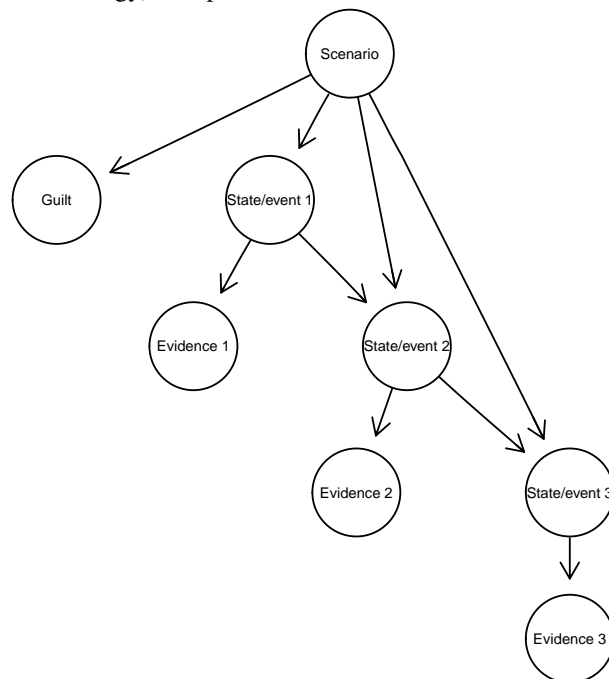 Scenario
Guilt
State/event 1
Evidence 1
State/event 2
Evidence 2
State/event 3
Evidence 3